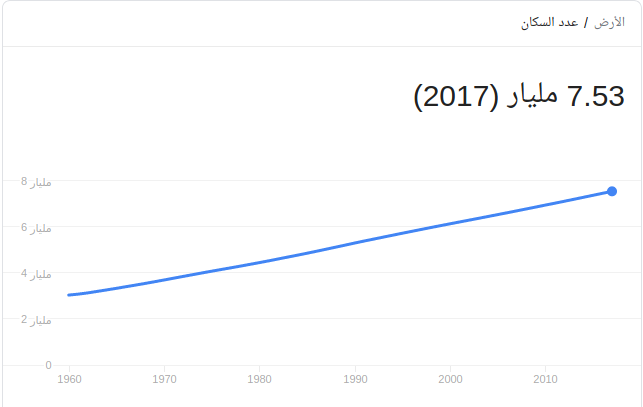 الأرض / عدد السكان
7.53 مليار (2017)
8 مليار
6 مليار
4 مليار
2 مليار
0
1960 1970 1980 1990 2000 2010